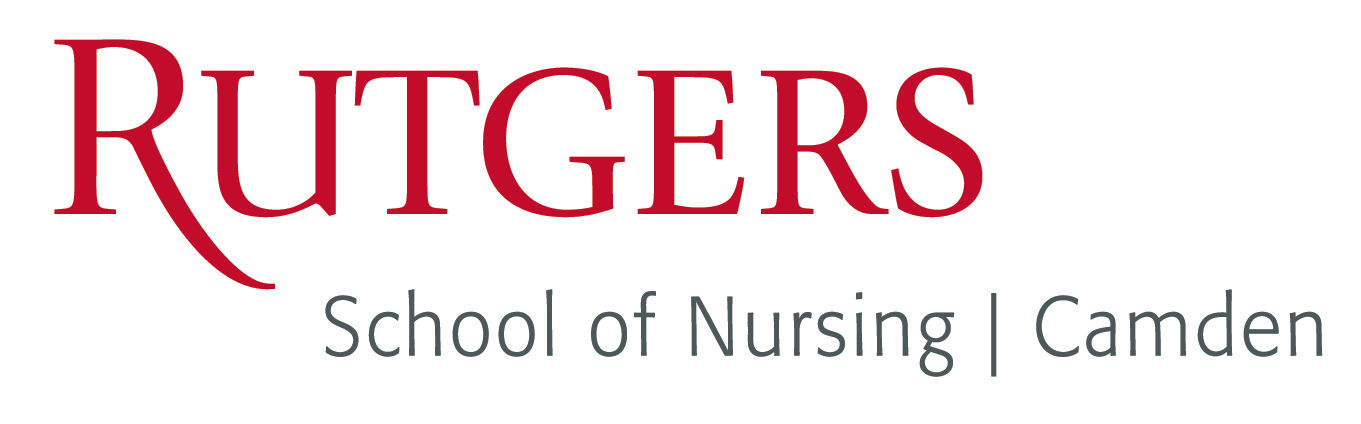 RUTGERS
School of Nursing | Camden